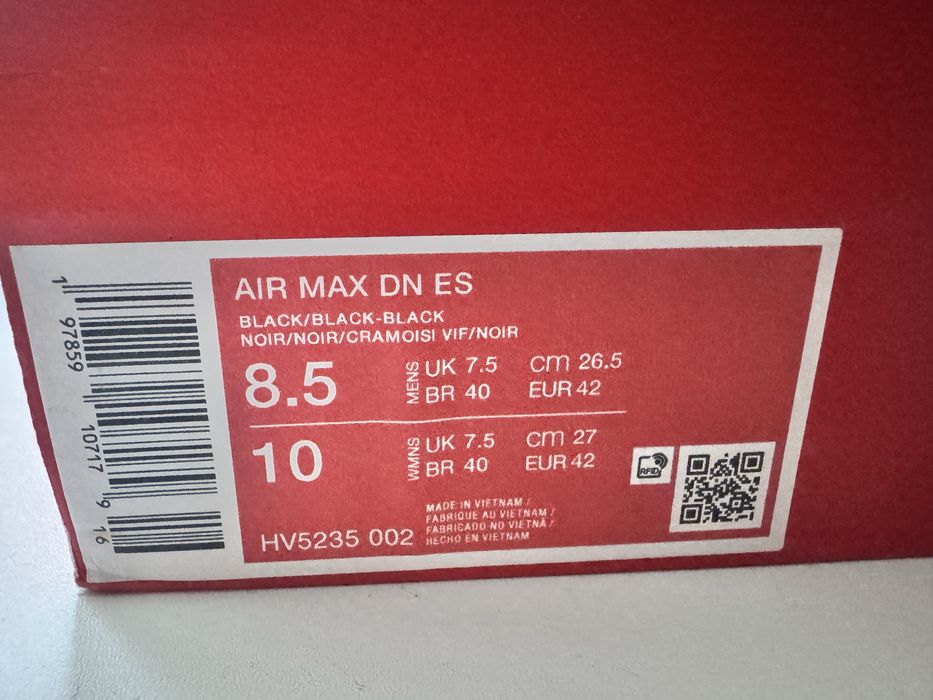 AIR MAX DN ES
BLACK/BLACK-BLACK
NOIR/NOIR/CRAMOISI VIF/NOIR
8.5 MENS UK 7.5 cm 26.5
BR 40 EUR 42
10 WMNS UK 7.5 cm 27
BR 40 EUR 42
RFID
HV5235 002
MADE IN VIETNAM /
FABRIQUE AU VIETNAM /
FABRICADO NO VIETNÃ /
HECHO EN VIETNAM
1 97859 10717 9 16